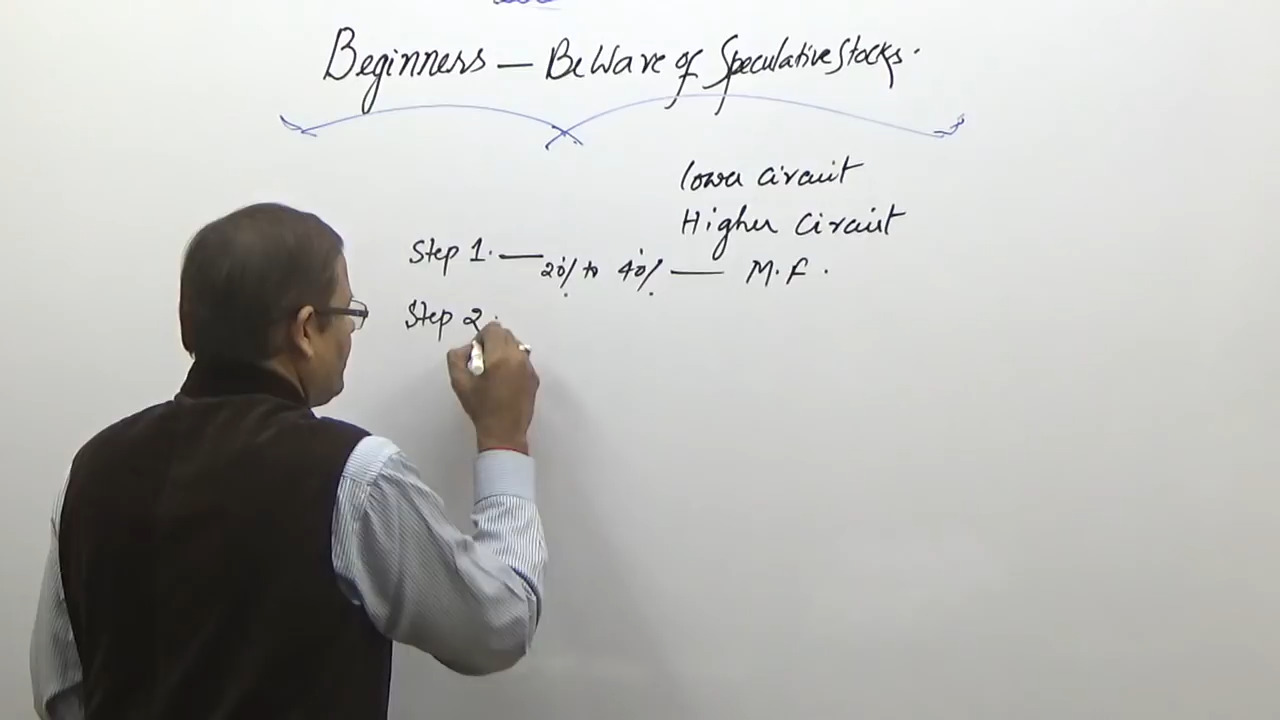 Beginners — BeWare of Speculative Stocks.
Lower Circuit
Higher Circuit
Step 1. — 20% to 40% — M.F.
Step 2.